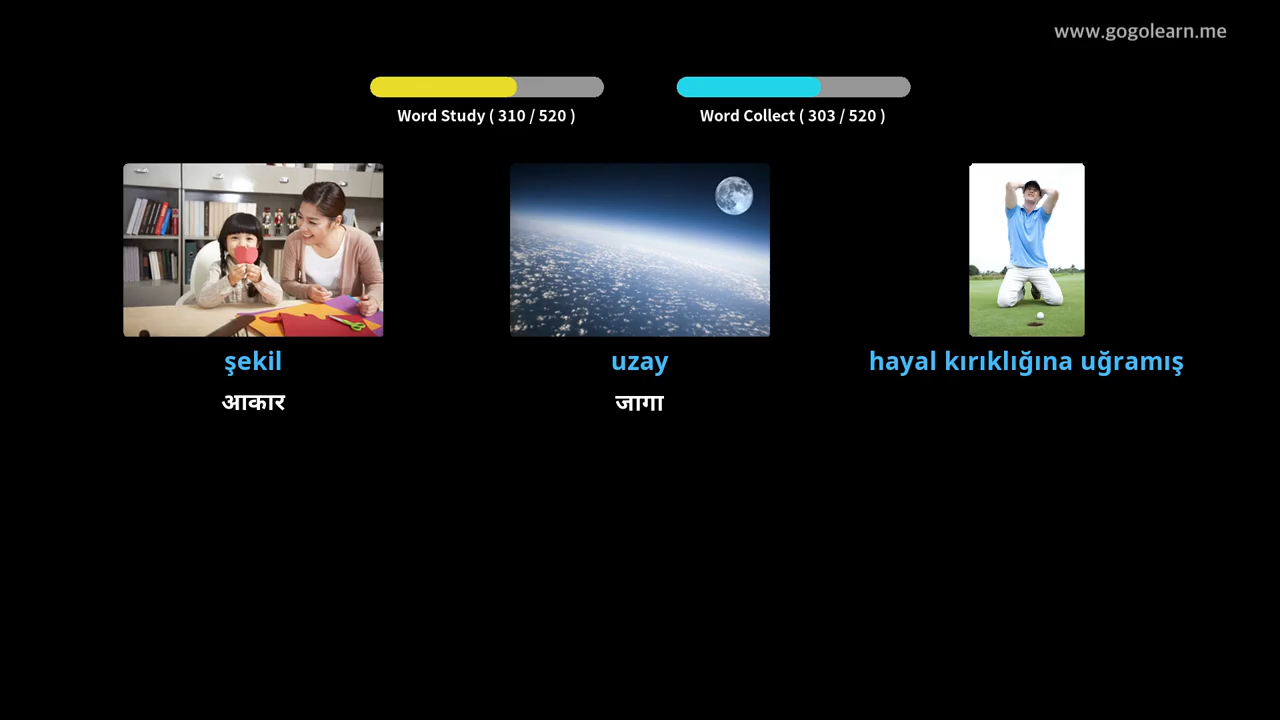 www.gogolearn.me
Word Study ( 310 / 520 )
Word Collect ( 303 / 520 )
şekil
uzay
hayal kırıklığına uğramış
आकार
जागा